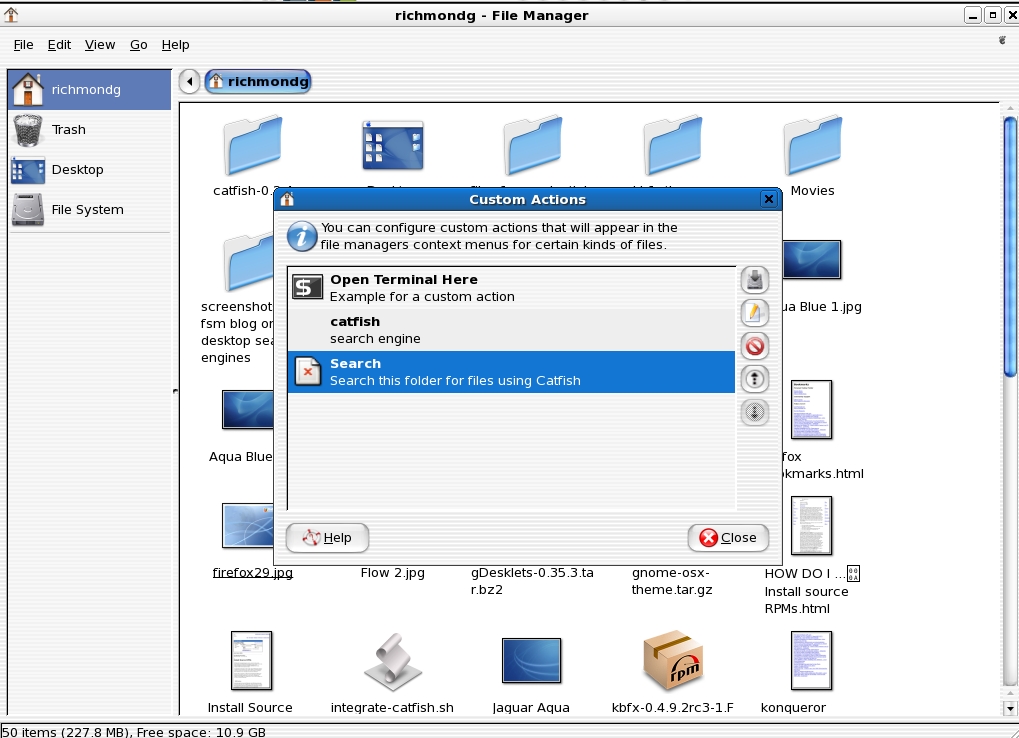 richmondg - File Manager
File Edit View Go Help
richmondg
Trash
Desktop
File System
richmondg
Movies
Custom Actions
You can configure custom actions that will appear in the
file managers context menus for certain kinds of files.
Open Terminal Here
Example for a custom action
catfish
search engine
Search
Search this folder for files using Catfish
Help
Close
screenshot
fsm blog or
desktop sea
engines
ua Blue 1.jpg
Aqua Blue
fox
kmarks.html
firefox29.jpg
Flow 2.jpg
gDesklets-0.35.3.ta
r.bz2
gnome-osx-
theme.tar.gz
HOW DO I ...
Install source
RPMs.html
Install Source
integrate-catfish.sh
Jaguar Aqua
kbfx-0.4.9.2rc3-1.F
rpm
konqueror
50 items (227.8 MB), Free space: 10.9 GB